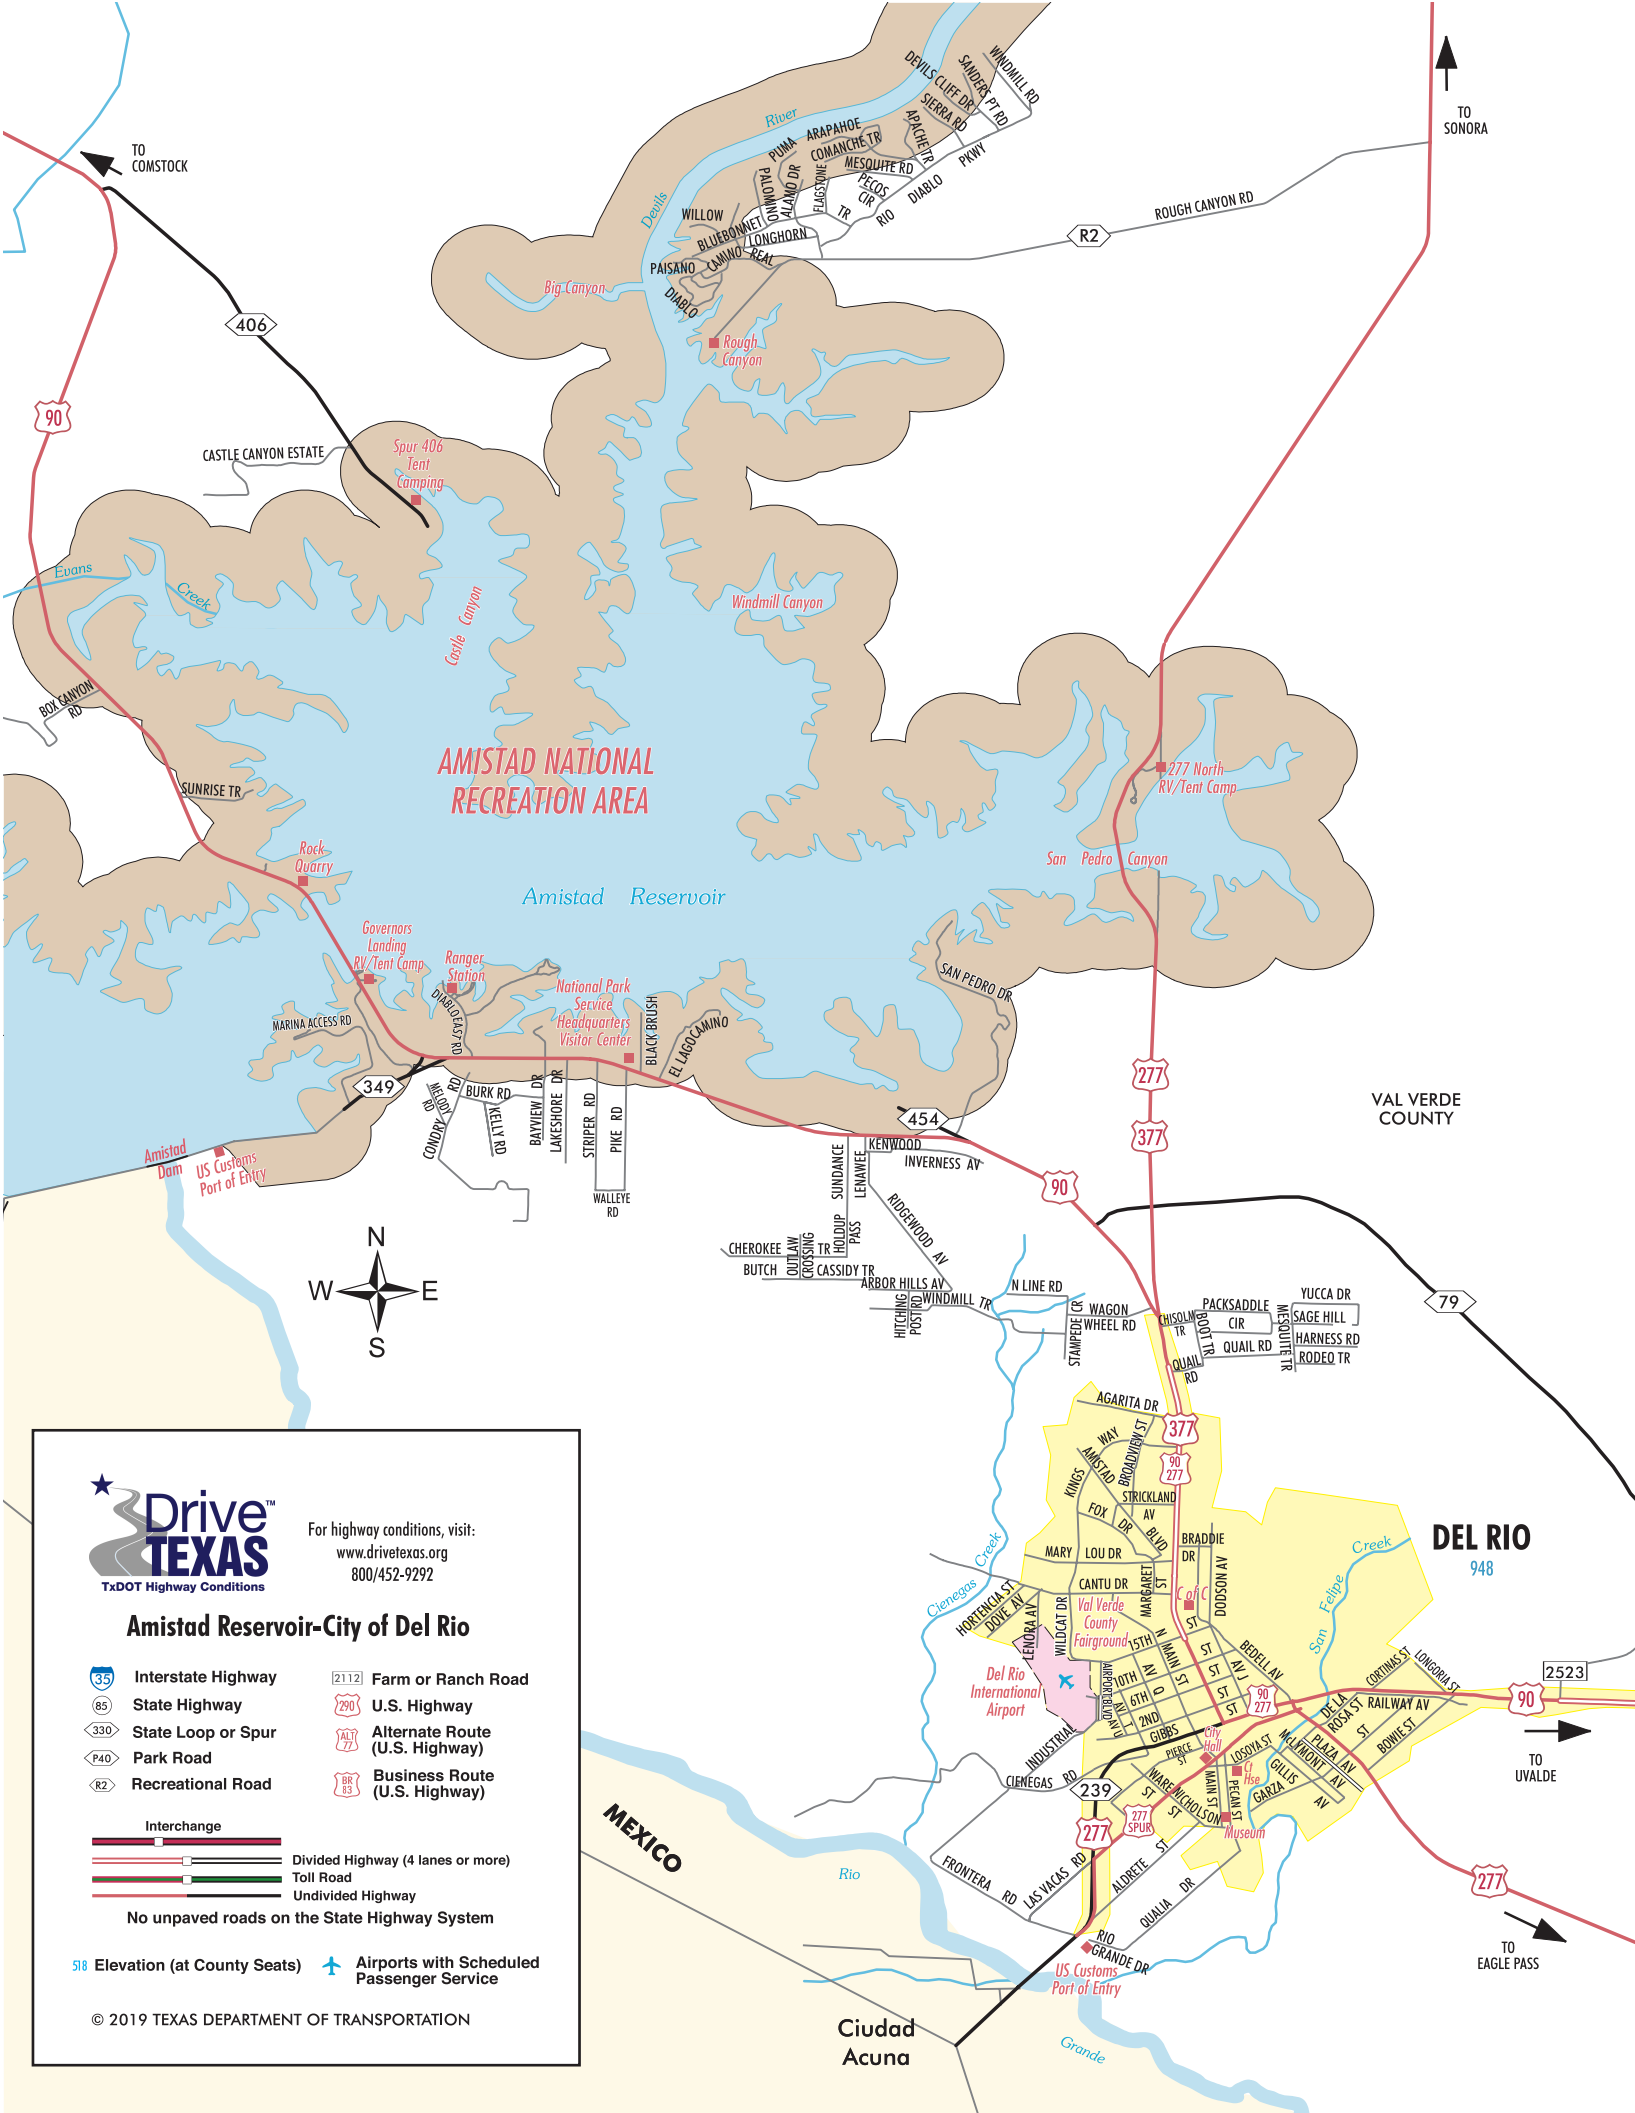 TO
COMSTOCK
TO
SONORA
River
Devils
DEVILS CLIFF DR
SANDERS PT RD
WINDMILL RD
SIERRA RD
APACHE TR
PUMA
ARAPAHOE
COMANCHE TR
MESQUITE RD
PALOMINO
ALAMO DR
FLAGSTONE
PECOS
CIR
TR
RIO
DIABLO
PKWY
WILLOW
BLUEBONNET
LONGHORN
PAISANO
CAMINO
REAL
DIABLO
R2
ROUGH CANYON RD
Big Canyon
Rough
Canyon
406
90
CASTLE CANYON ESTATE
Spur 406
Tent
Camping
Evans
Creek
Castle Canyon
Windmill Canyon
BOX CANYON
RD
SUNRISE TR
AMISTAD NATIONAL
RECREATION AREA
277 North
RV/Tent Camp
San Pedro Canyon
Rock
Quarry
Amistad Reservoir
Governors
Landing
RV/Tent Camp
Ranger
Station
National Park
Service
Headquarters
Visitor Center
SAN PEDRO DR
MARINA ACCESS RD
DIABLO EAST RD
BLACK BRUSH
EL LAGO CAMINO
349
454
277
377
VAL VERDE
COUNTY
MELODY
RD
CONDRY
RD
BURK RD
KELLY RD
BAYVIEW DR
LAKESHORE DR
STRIPER RD
PIKE RD
WALLEYE
RD
Amistad
Dam
US Customs
Port of Entry
SUNDANCE
LENAWEE
KENWOOD
INVERNESS AV
90
HOLDUP
PASS
RIDGEWOOD AV
CHEROKEE
TR
OUTLAW
CROSSING
BUTCH
CASSIDY TR
ARBOR HILLS AV
WINDMILL TR
HITCHING
POST RD
N LINE RD
STAMPEDE CR
WAGON
WHEEL RD
CHISOLM
TR
BOOT TR
PACKSADDLE
CIR
QUAIL RD
QUAIL
RD
MESQUITE TR
YUCCA DR
SAGE HILL
HARNESS RD
RODEO TR
79
N
W
E
S
AGARITA DR
377
90
277
KINGS
WAY
AMISTAD
BLVD
BROADVIEW ST
STRICKLAND
AV
FOX
DR
BRADDIE
DR
MARY LOU DR
CANTU DR
MARGARET
ST
DODSON AV
C of C
Cienegas
Creek
HORTENCIA ST
DOVE AV
LENORA AV
WILDCAT DR
Val Verde
County
Fairground
DEL RIO
948
San
Felipe
Creek
Del Rio
International
Airport
AIRPORT BLVD
15TH
ST
10TH
ST
6TH
ST
2ND
ST
GIBBS
ST
AV Q
AV T
AV U
N MAIN ST
AV I
BEDELL AV
90
277
INDUSTRIAL
CIENEGAS RD
PIERCE
ST
City
Hall
LOSOYA ST
Ct
Hse
MAIN ST
PECAN ST
WARE
ST
NICHOLSON
ST
Museum
GILLIS
AV
GARZA
McLYMONT AV
PLAZA AV
DE LA
ROSA ST
ST
BOWIE ST
RAILWAY AV
CORTINAS ST
LONGORIA ST
2523
90
TO
UVALDE
239
277
277
SPUR
FRONTERA RD
LAS VACAS RD
ALDRETE ST
QUALIA DR
RIO
GRANDE DR
US Customs
Port of Entry
277
TO
EAGLE PASS
MEXICO
Rio
Grande
Ciudad
Acuna
Drive™
TEXAS
TxDOT Highway Conditions
For highway conditions, visit:
www.drivetexas.org
800/452-9292
Amistad Reservoir-City of Del Rio
35 Interstate Highway
85 State Highway
330 State Loop or Spur
P40 Park Road
R2 Recreational Road
2112 Farm or Ranch Road
290 U.S. Highway
ALT 77 Alternate Route
(U.S. Highway)
BR 83 Business Route
(U.S. Highway)
Interchange
Divided Highway (4 lanes or more)
Toll Road
Undivided Highway
No unpaved roads on the State Highway System
518 Elevation (at County Seats)
Airports with Scheduled
Passenger Service
© 2019 TEXAS DEPARTMENT OF TRANSPORTATION